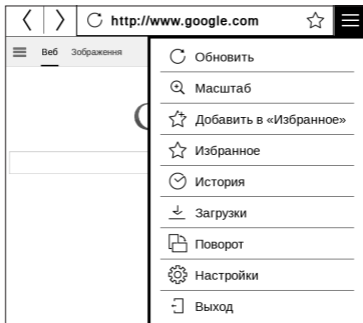 http://www.google.com
Веб Зображення
Обновить
Масштаб
Добавить в «Избранное»
Избранное
История
Загрузки
Поворот
Настройки
Выход